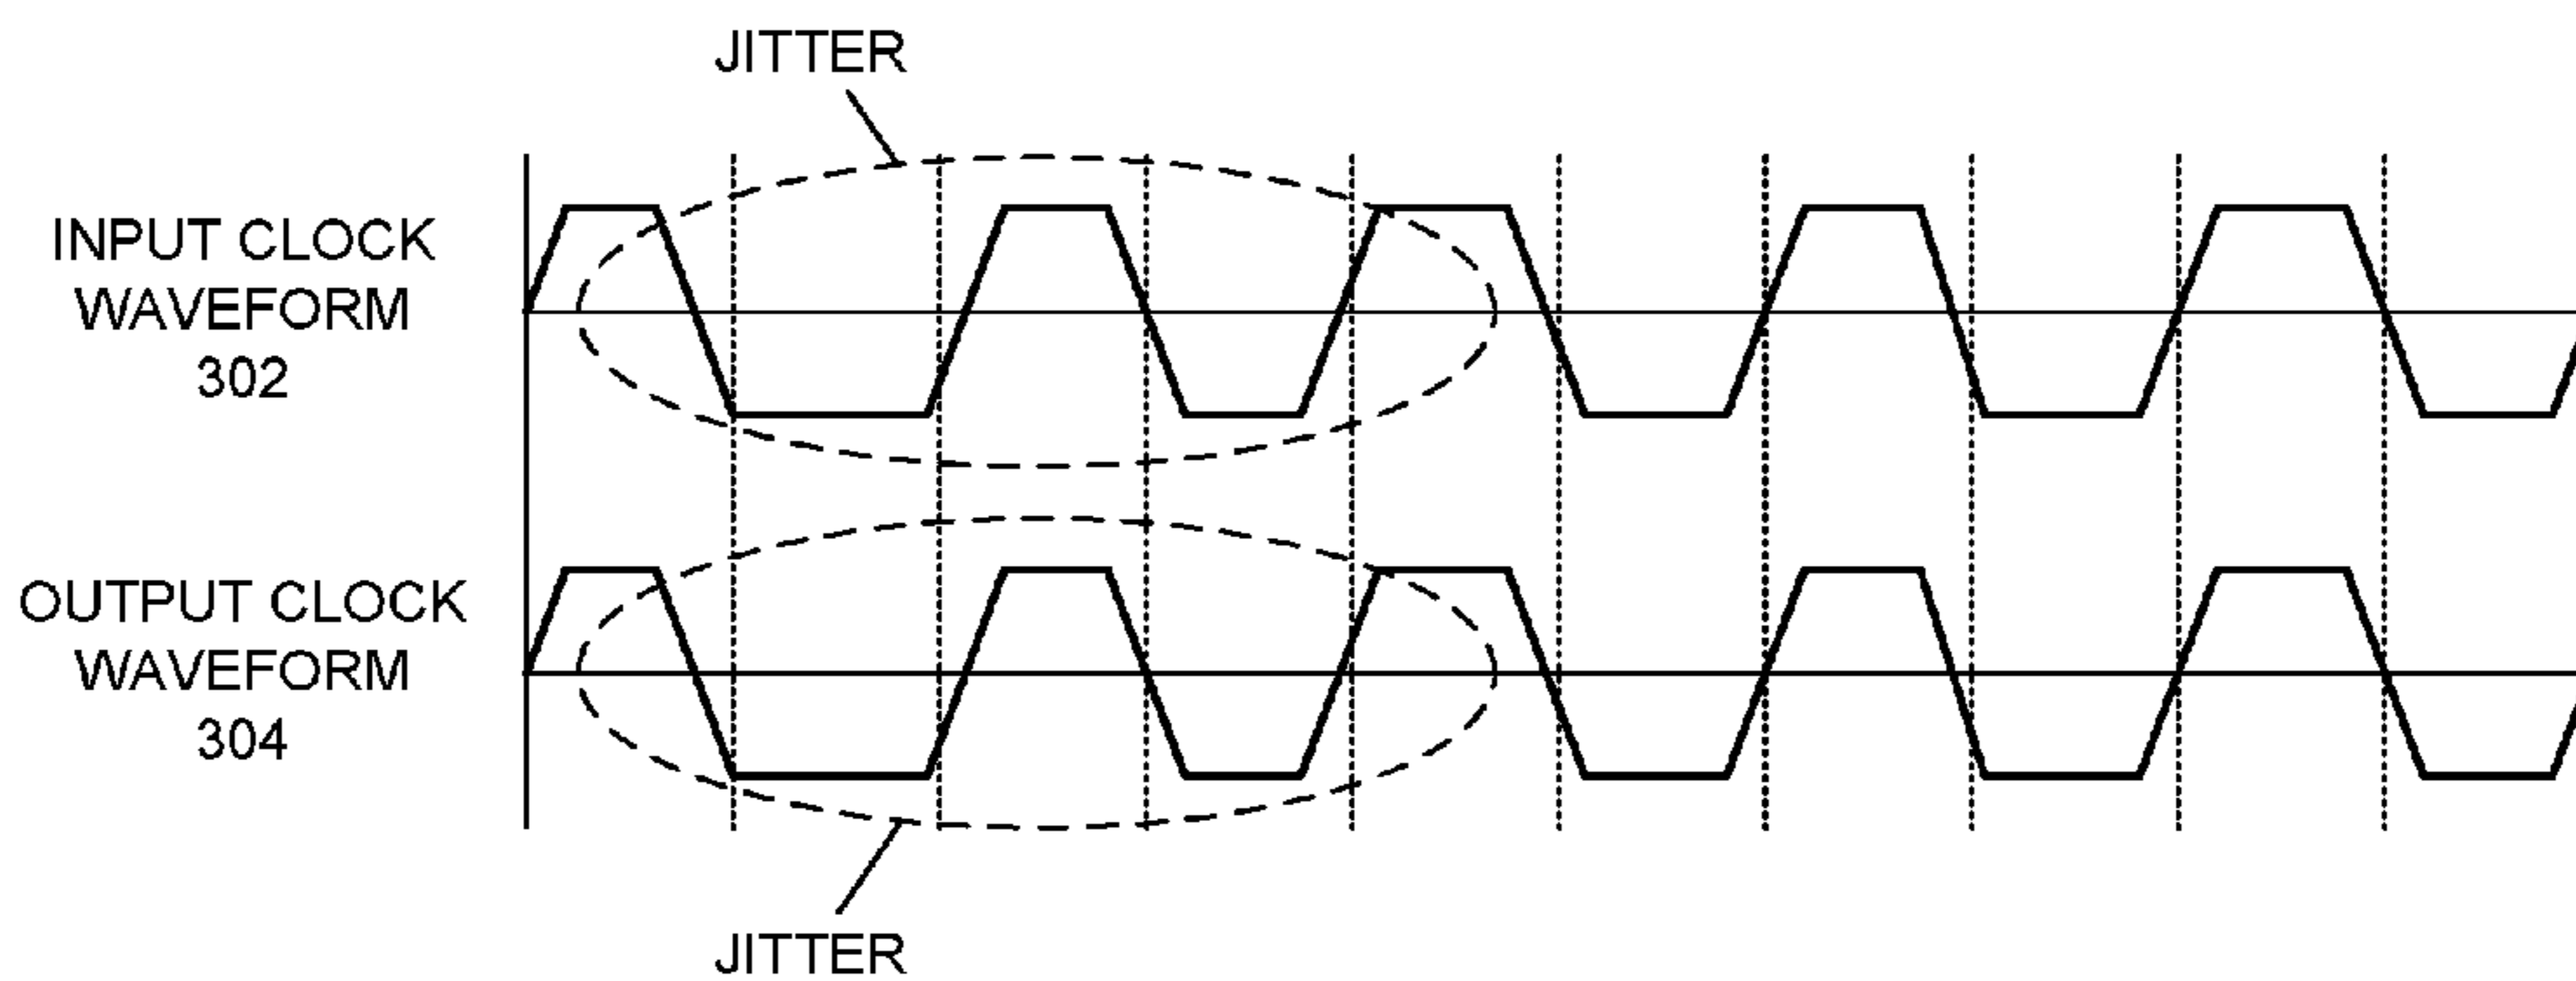 JITTER
INPUT CLOCK
WAVEFORM
302
OUTPUT CLOCK
WAVEFORM
304
JITTER